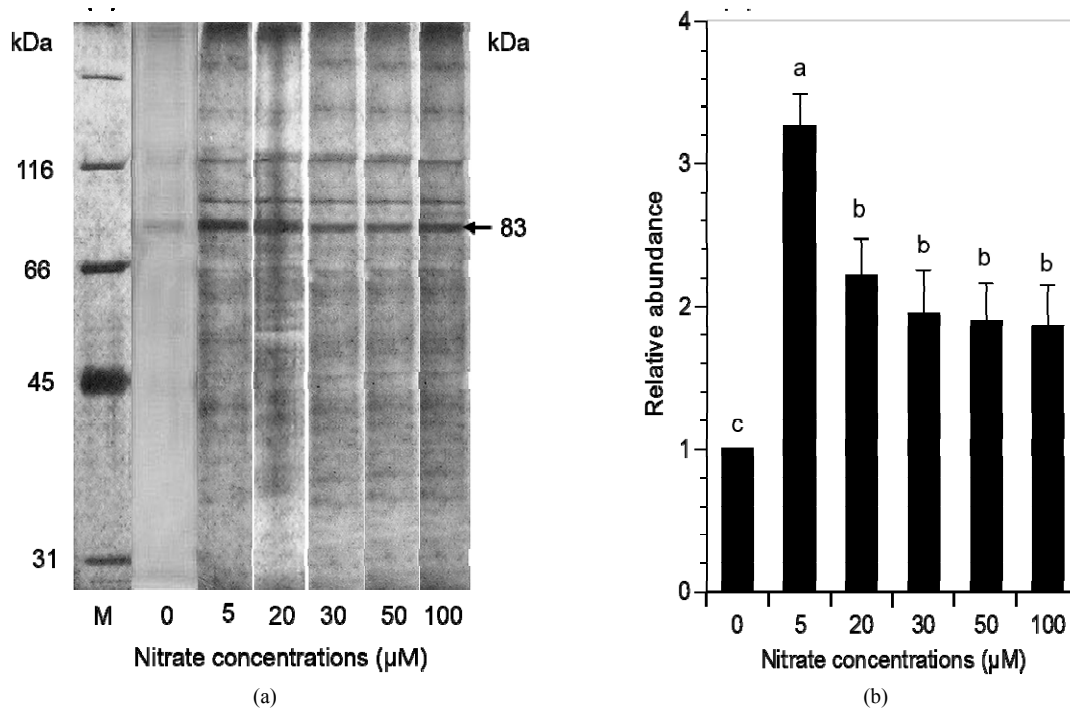 kDa
kDa
116
83
66
45
31
M 0 5 20 30 50 100
Nitrate concentrations (µM)
(a)
4
3
2
1
0
Relative abundance
a
b
b
b
b
c
0 5 20 30 50 100
Nitrate concentrations (µM)
(b)